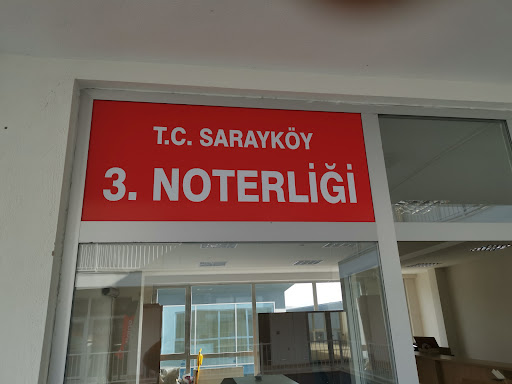 T.C. SARAYKÖY
3. NOTERLİĞİ